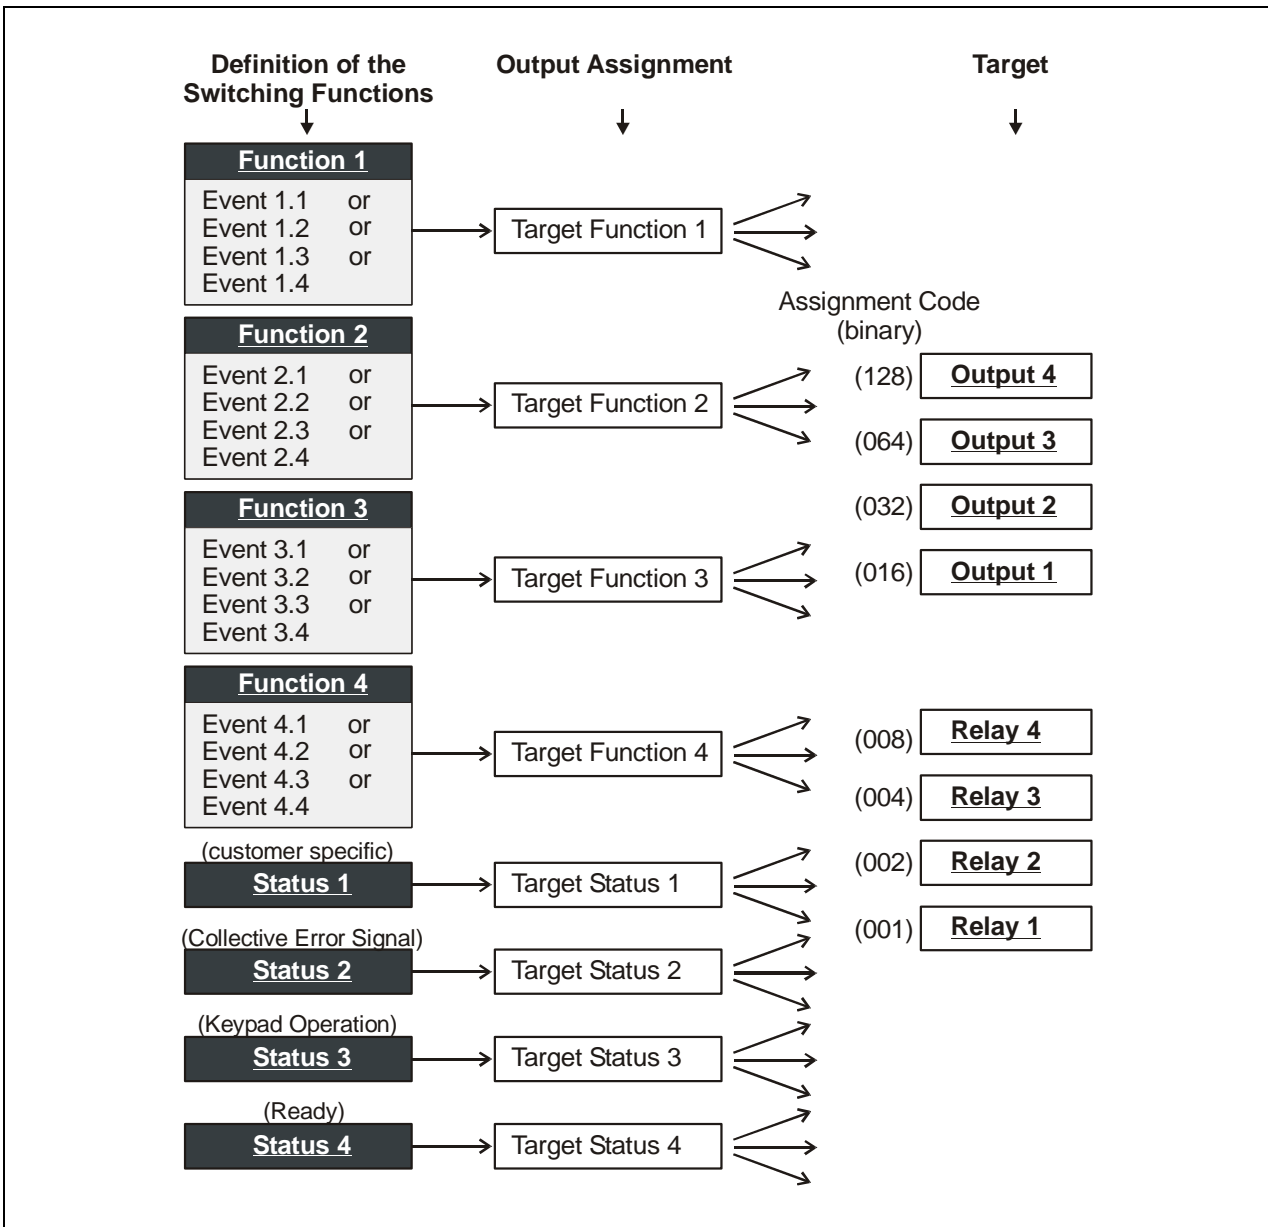 Definition of the
Switching Functions
Output Assignment
Target
Function 1
Event 1.1 or
Event 1.2 or
Event 1.3 or
Event 1.4
Target Function 1
Assignment Code
(binary)
Function 2
Event 2.1 or
Event 2.2 or
Event 2.3 or
Event 2.4
Target Function 2
(128) Output 4
(064) Output 3
(032) Output 2
(016) Output 1
Function 3
Event 3.1 or
Event 3.2 or
Event 3.3 or
Event 3.4
Target Function 3
Function 4
Event 4.1 or
Event 4.2 or
Event 4.3 or
Event 4.4
Target Function 4
(008) Relay 4
(004) Relay 3
(002) Relay 2
(001) Relay 1
(customer specific)
Status 1
Target Status 1
(Collective Error Signal)
Status 2
Target Status 2
(Keypad Operation)
Status 3
Target Status 3
(Ready)
Status 4
Target Status 4